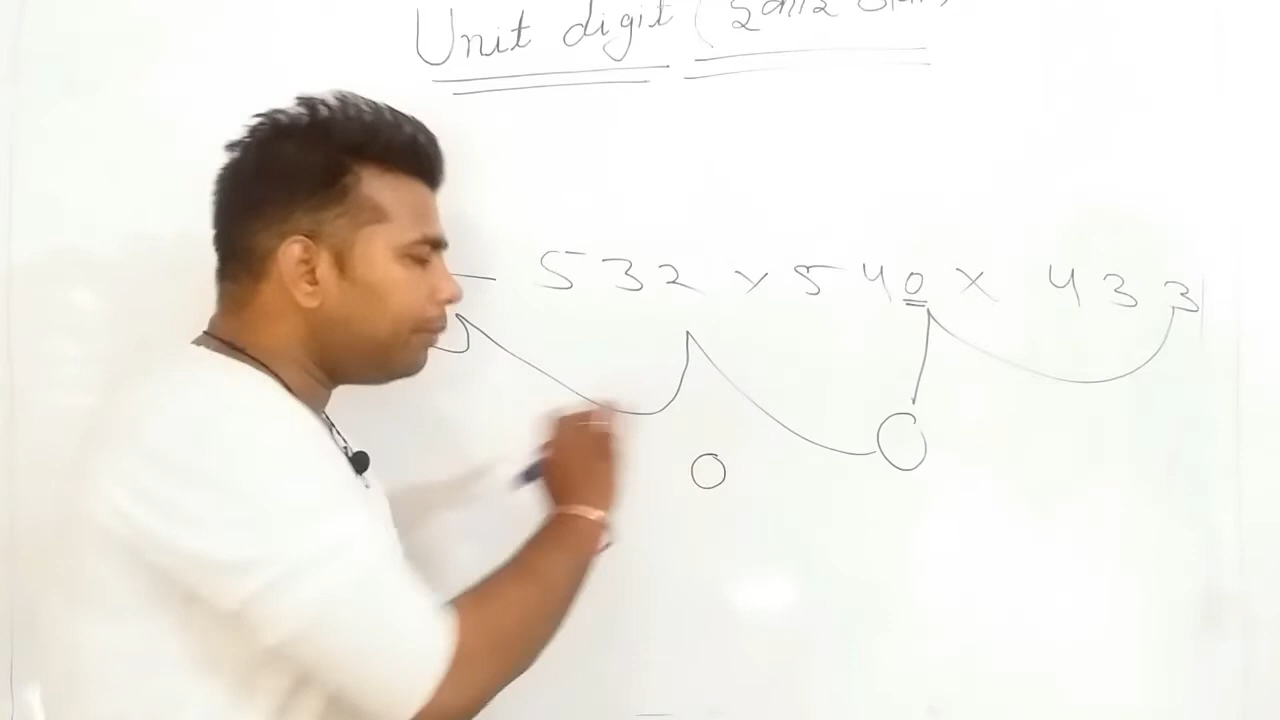 Unit digit (
– 532 × 540 × 433
0
0